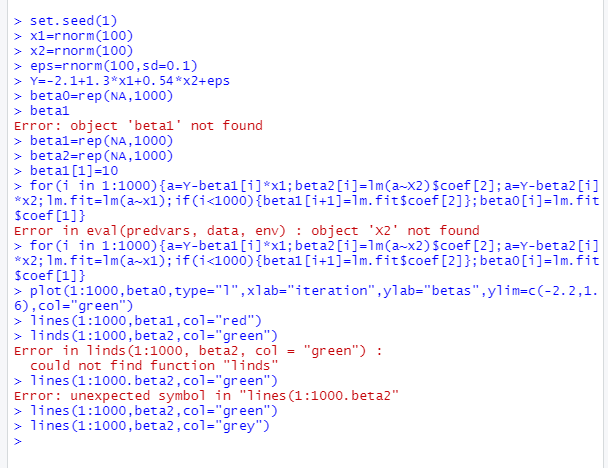 > set.seed(1)
> x1=rnorm(100)
> x2=rnorm(100)
> eps=rnorm(100,sd=0.1)
> Y=-2.1+1.3*x1+0.54*x2+eps
> beta0=rep(NA,1000)
> beta1
Error: object 'beta1' not found
> beta1=rep(NA,1000)
> beta2=rep(NA,1000)
> beta1[1]=10
> for(i in 1:1000){a=Y-beta1[i]*x1;beta2[i]=lm(a~X2)$coef[2];a=Y-beta2[i]
*x2;lm.fit=lm(a~x1);if(i<1000){beta1[i+1]=lm.fit$coef[2]};beta0[i]=lm.fit
$coef[1]}
Error in eval(predvars, data, env) : object 'X2' not found
> for(i in 1:1000){a=Y-beta1[i]*x1;beta2[i]=lm(a~x2)$coef[2];a=Y-beta2[i]
*x2;lm.fit=lm(a~x1);if(i<1000){beta1[i+1]=lm.fit$coef[2]};beta0[i]=lm.fit
$coef[1]}
> plot(1:1000,beta0,type="l",xlab="iteration",ylab="betas",ylim=c(-2.2,1.
6),col="green")
> lines(1:1000,beta1,col="red")
> linds(1:1000,beta2,col="green")
Error in linds(1:1000, beta2, col = "green") :
could not find function "linds"
> lines(1:1000.beta2,col="green")
Error: unexpected symbol in "lines(1:1000.beta2"
> lines(1:1000,beta2,col="green")
> lines(1:1000,beta2,col="grey")
>